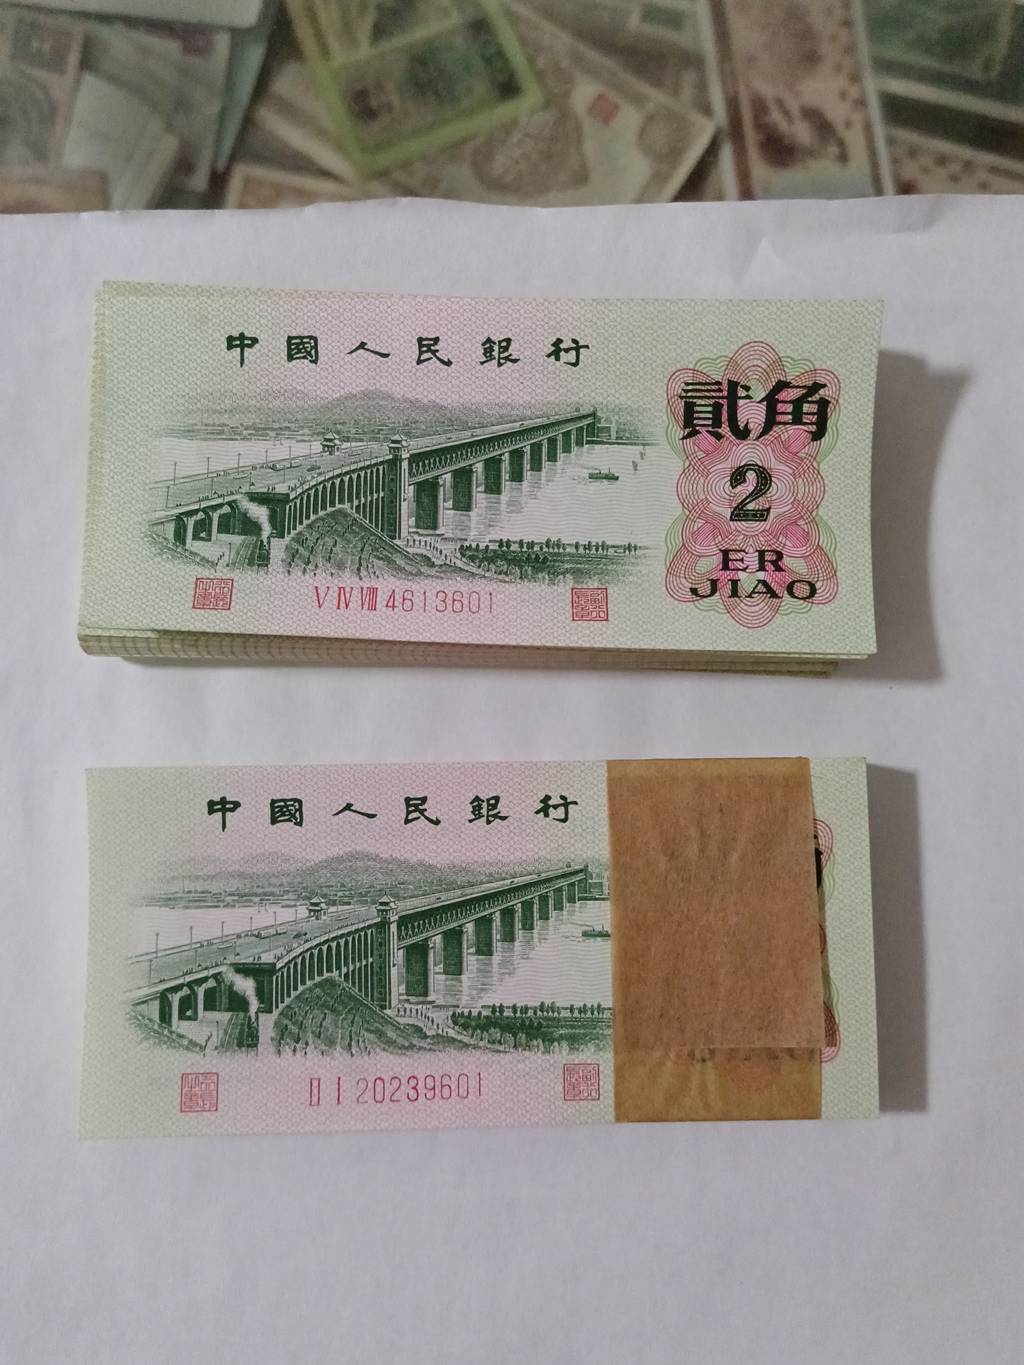 中國人民銀行
貳角
2
ER
JIAO
V IV VIII 4613601
中國人民銀行
II I 20239601